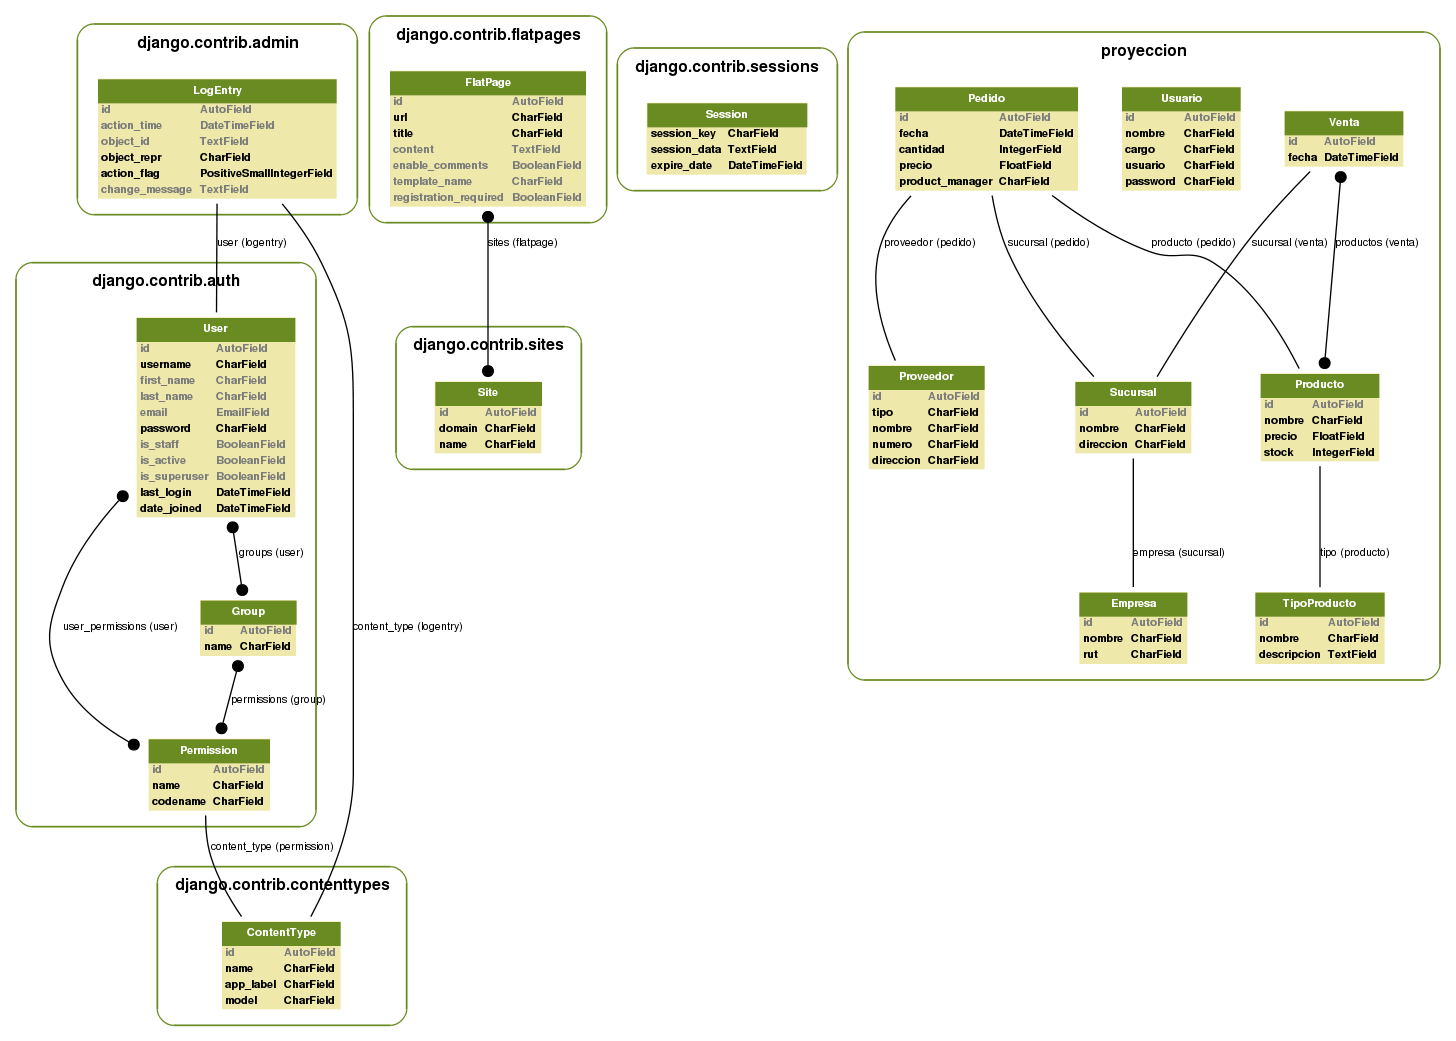 django.contrib.admin
LogEntry
id AutoField
action_time DateTimeField
object_id TextField
object_repr CharField
action_flag PositiveSmallIntegerField
change_message TextField
django.contrib.flatpages
FlatPage
id AutoField
url CharField
title CharField
content TextField
enable_comments BooleanField
template_name CharField
registration_required BooleanField
django.contrib.sessions
Session
session_key CharField
session_data TextField
expire_date DateTimeField
proyeccion
Pedido
id AutoField
fecha DateTimeField
cantidad IntegerField
precio FloatField
product_manager CharField
Usuario
id AutoField
nombre CharField
cargo CharField
usuario CharField
password CharField
Venta
id AutoField
fecha DateTimeField
user (logentry)
sites (flatpage)
proveedor (pedido)
sucursal (pedido)
producto (pedido)
sucursal (venta)
productos (venta)
django.contrib.auth
User
id AutoField
username CharField
first_name CharField
last_name CharField
email EmailField
password CharField
is_staff BooleanField
is_active BooleanField
is_superuser BooleanField
last_login DateTimeField
date_joined DateTimeField
django.contrib.sites
Site
id AutoField
domain CharField
name CharField
Proveedor
id AutoField
tipo CharField
nombre CharField
numero CharField
direccion CharField
Sucursal
id AutoField
nombre CharField
direccion CharField
Producto
id AutoField
nombre CharField
precio FloatField
stock IntegerField
groups (user)
empresa (sucursal)
tipo (producto)
Group
id AutoField
name CharField
Empresa
id AutoField
nombre CharField
rut CharField
TipoProducto
id AutoField
nombre CharField
descripcion TextField
user_permissions (user)
content_type (logentry)
permissions (group)
Permission
id AutoField
name CharField
codename CharField
content_type (permission)
django.contrib.contenttypes
ContentType
id AutoField
name CharField
app_label CharField
model CharField